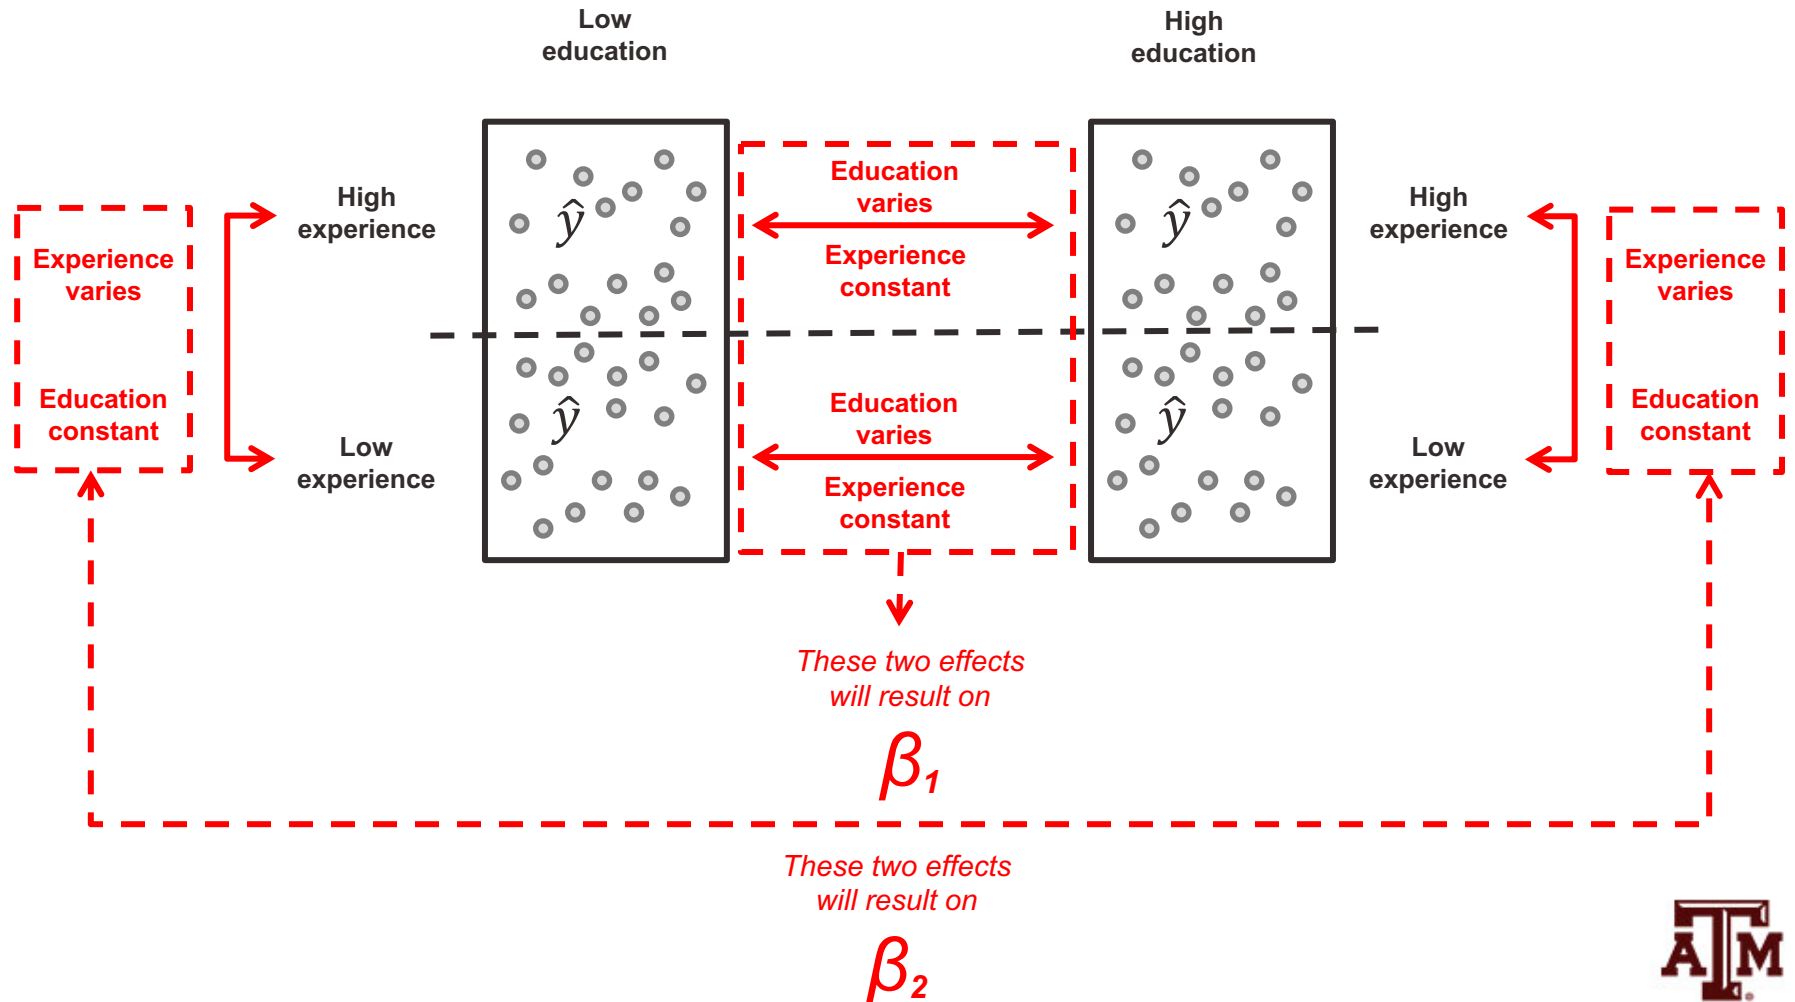 Low
education
High
education
High
experience
Education
varies
Experience
constant
High
experience
Experience
varies
Education
constant
Experience
varies
Education
constant
Low
experience
Education
varies
Experience
constant
Low
experience
ŷ
ŷ
ŷ
ŷ
These two effects
will result on
β1
These two effects
will result on
β2
ATM